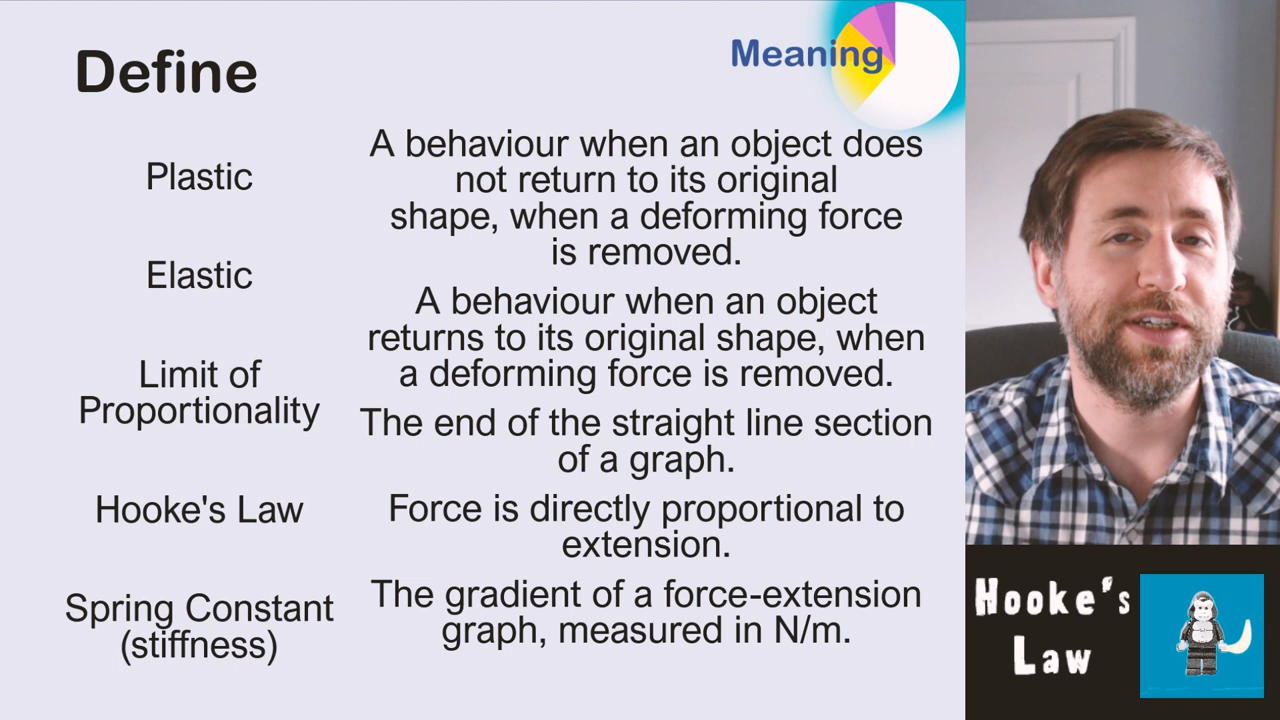 Define
Meaning
Plastic
A behaviour when an object does
not return to its original
shape, when a deforming force
is removed.
Elastic
A behaviour when an object
returns to its original shape, when
a deforming force is removed.
Limit of
Proportionality
The end of the straight line section
of a graph.
Hooke's Law
Force is directly proportional to
extension.
Spring Constant
(stiffness)
The gradient of a force-extension
graph, measured in N/m.
Hooke's
Law